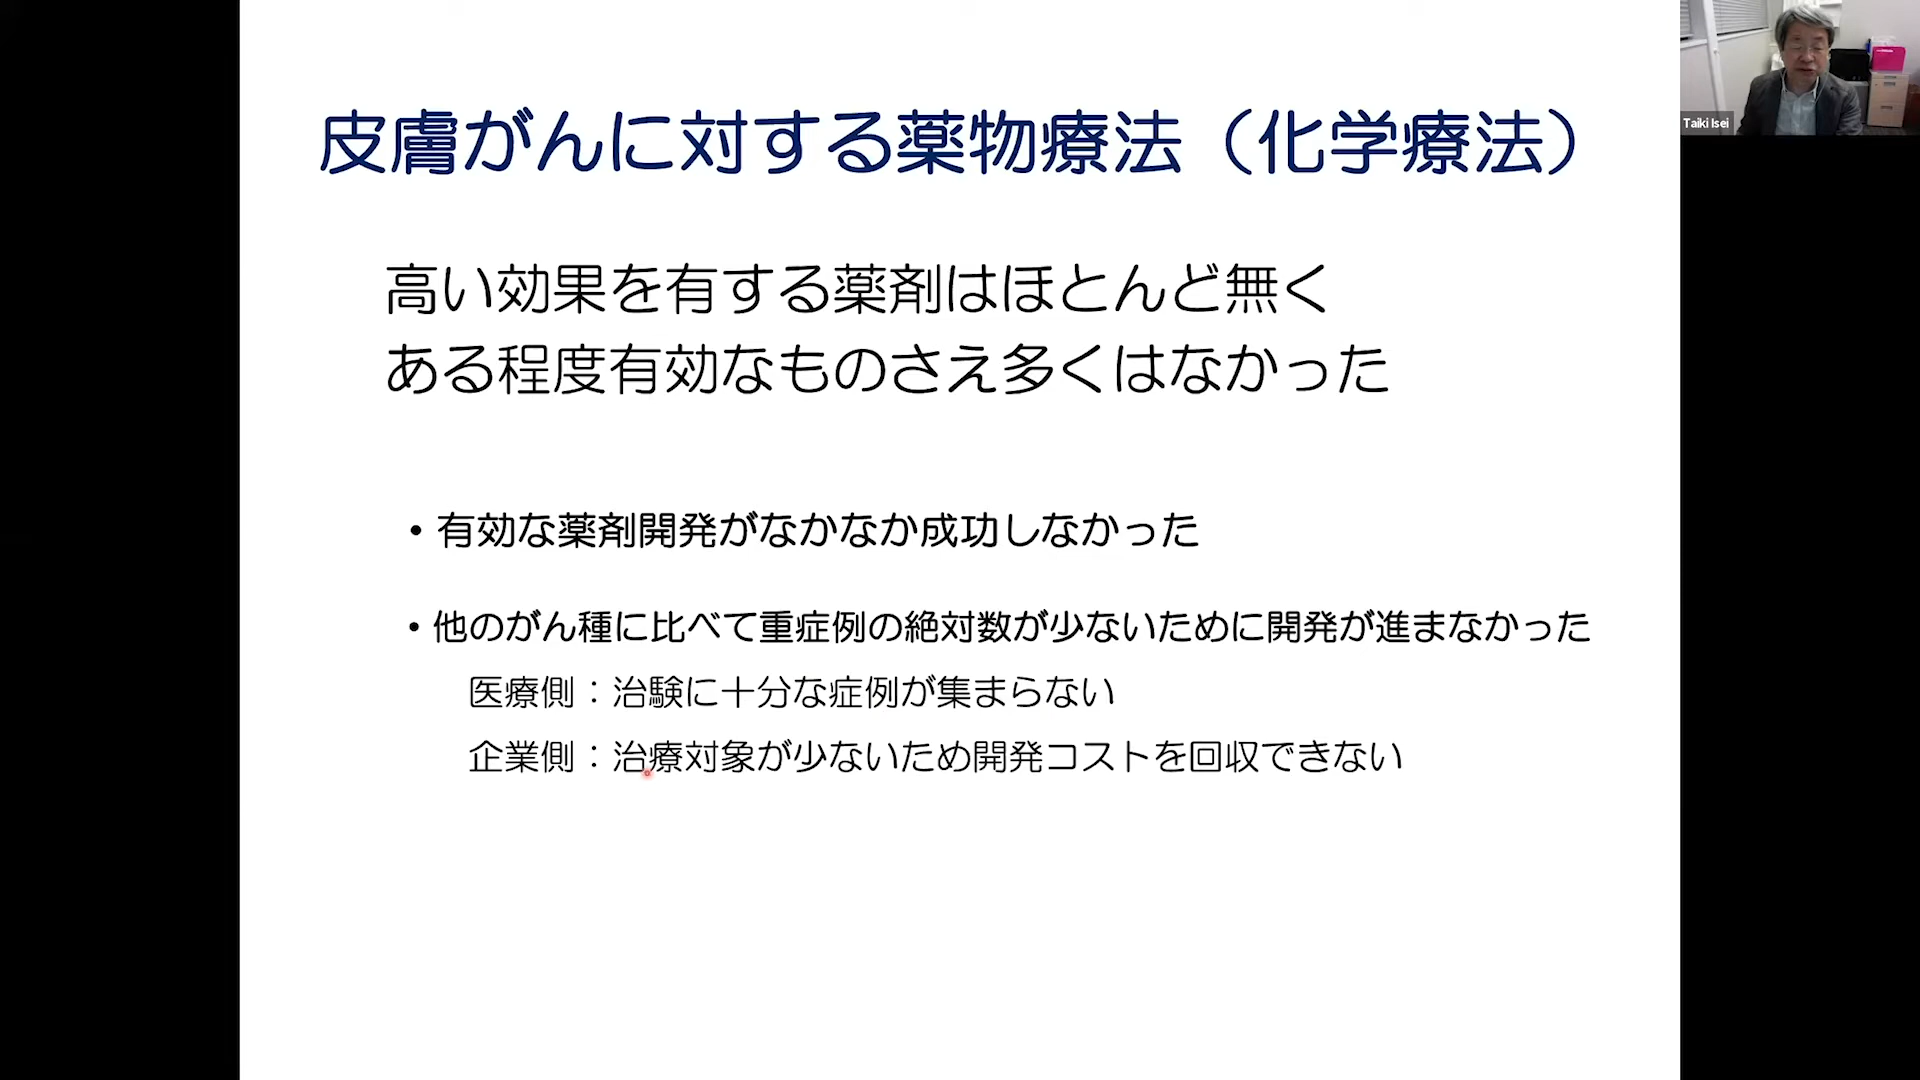 皮膚がんに対する薬物療法（化学療法）
Taiki Isei
高い効果を有する薬剤はほとんど無く
ある程度有効なものさえ多くはなかった
• 有効な薬剤開発がなかなか成功しなかった
• 他のがん種に比べて重症例の絶対数が少ないために開発が進まなかった
医療側：治験に十分な症例が集まらない
企業側：治療対象が少ないため開発コストを回収できない